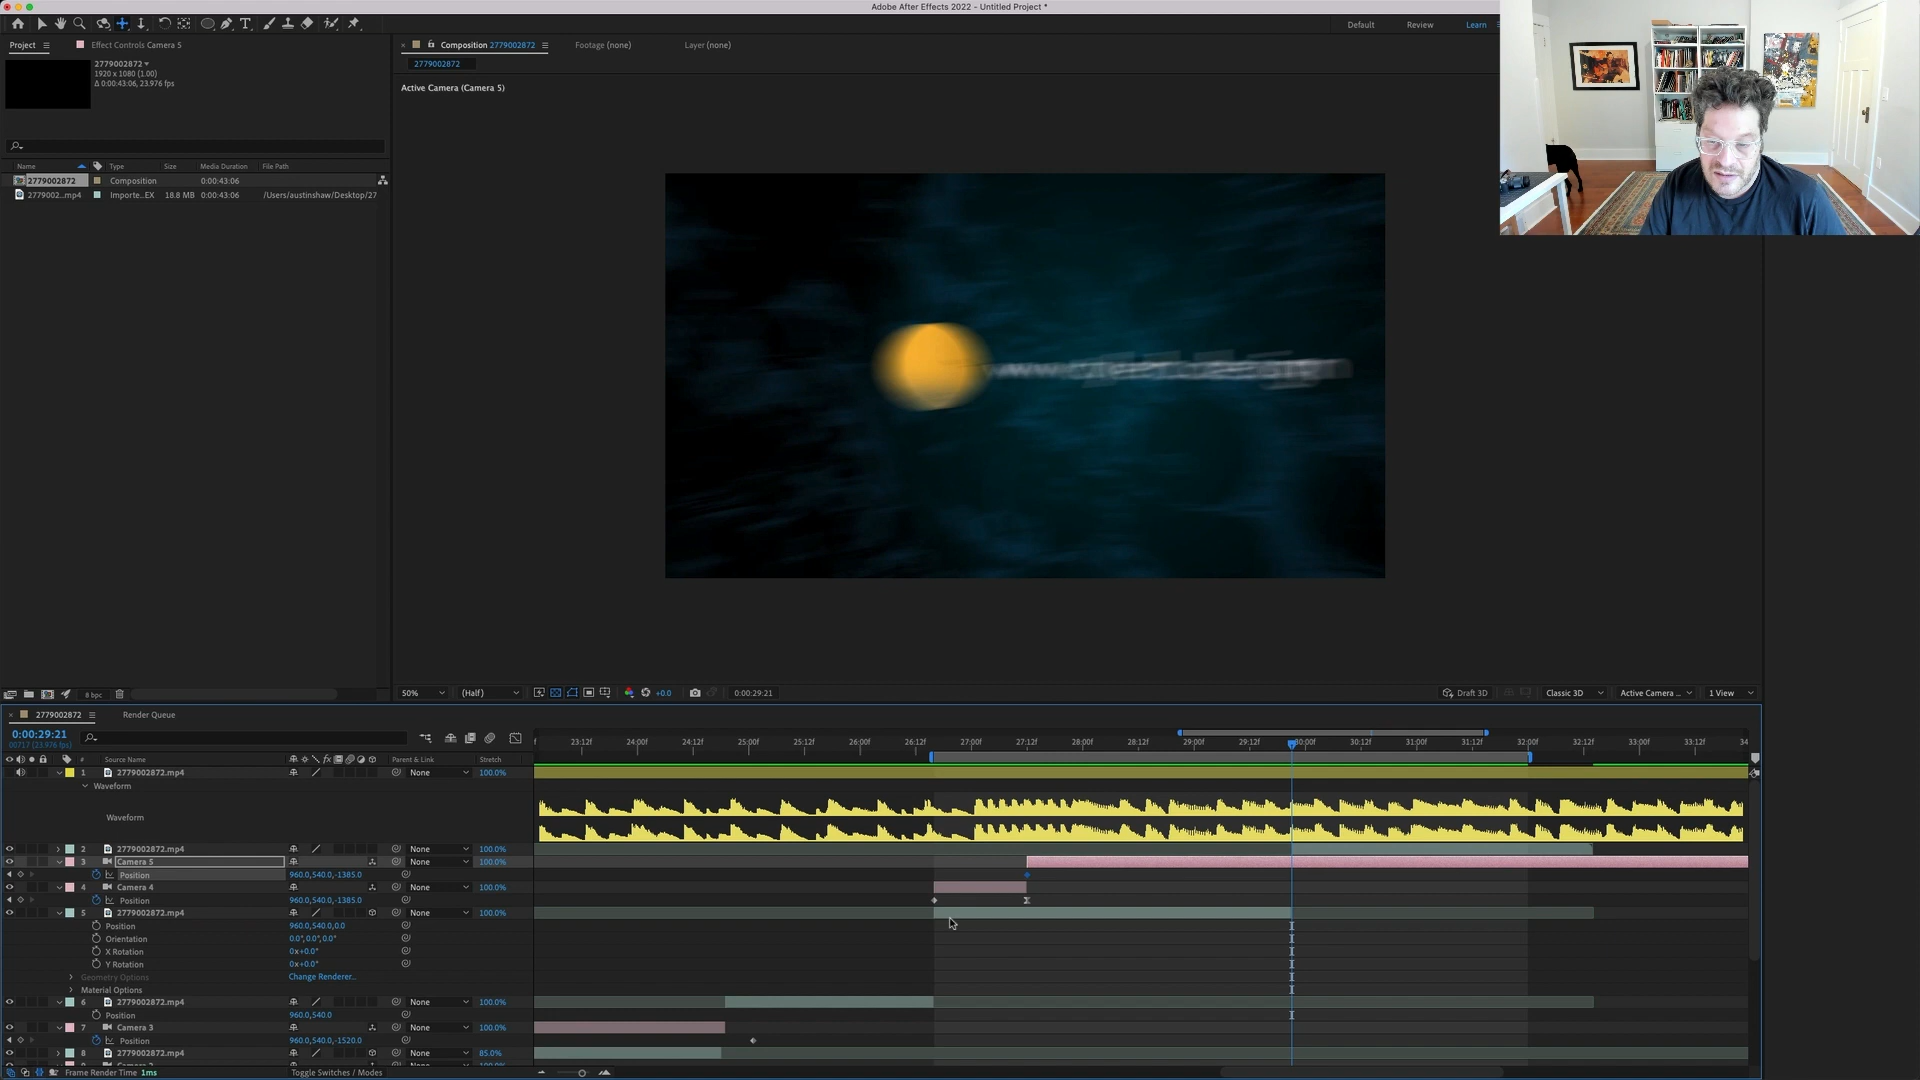 Adobe After Effects 2022 - Untitled Project *
Default
Review
Learn
Project
Effect Controls Camera 5
Composition 2779002872
Footage (none)
Layer (none)
2779002872
1920 x 1080 (1.00)
Δ 0:00:43:06, 23.976 fps
2779002872
Active Camera (Camera 5)
Name
Type
Size
Media Duration
File Path
2779002872
Composition
0:00:43:06
2779002...mp4
Importe...EX
18.8 MB
0:00:43:06
/Users/austinshaw/Desktop/27
8 bpc
50%
(Half)
+0.0
0:00:29:21
Draft 3D
Classic 3D
Active Camera ...
1 View
2779002872
Render Queue
0:00:29:21
00717 (23.976 fps)
23:12f
24:00f
24:12f
25:00f
25:12f
26:00f
26:12f
27:00f
27:12f
28:00f
28:12f
29:00f
29:12f
30:00f
30:12f
31:00f
31:12f
32:00f
32:12f
33:00f
33:12f
34
#
Source Name
Parent & Link
Stretch
1 2779002872.mp4 None 100.0%
Waveform
Waveform
2 2779002872.mp4 None 100.0%
3 Camera 5 None 100.0%
Position 960.0,540.0,-1385.0
4 Camera 4 None 100.0%
Position 960.0,540.0,-1385.0
5 2779002872.mp4 None 100.0%
Position 960.0,540.0,0.0
Orientation 0.0°,0.0°,0.0°
X Rotation 0x+0.0°
Y Rotation 0x+0.0°
Geometry Options Change Renderer...
Material Options
6 2779002872.mp4 None 100.0%
Position 960.0,540.0
7 Camera 3 None 100.0%
Position 960.0,540.0,-1520.0
8 2779002872.mp4 None 85.0%
Frame Render Time 1ms
Toggle Switches / Modes